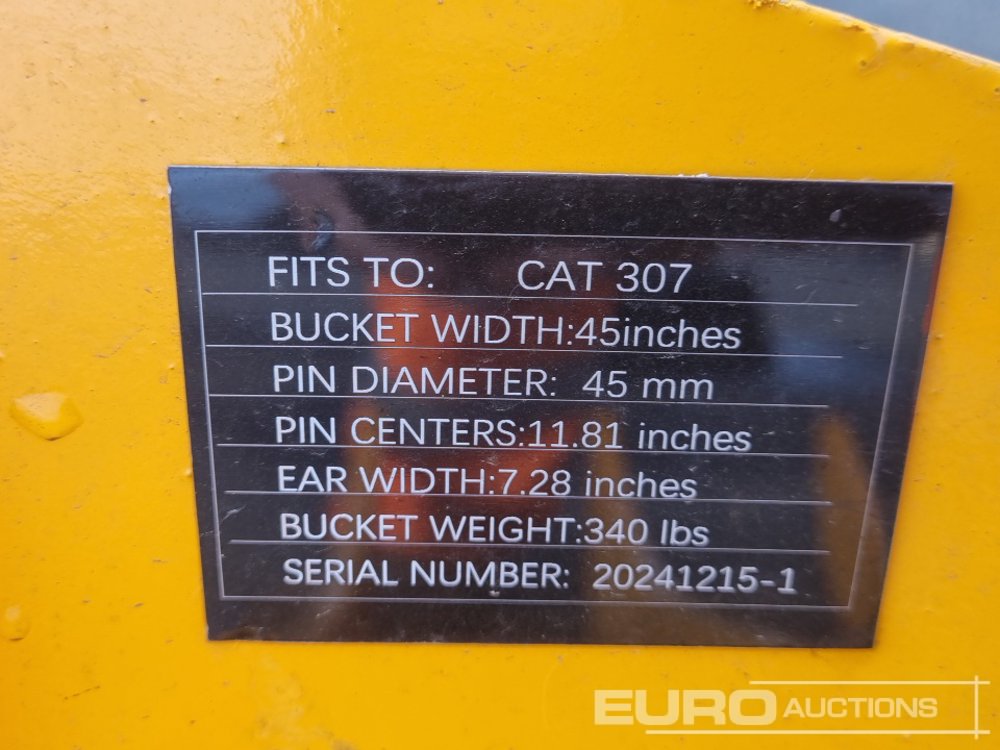 FITS TO: CAT 307
BUCKET WIDTH:45inches
PIN DIAMETER: 45 mm
PIN CENTERS:11.81 inches
EAR WIDTH:7.28 inches
BUCKET WEIGHT:340 lbs
SERIAL NUMBER: 20241215-1
EURO AUCTIONS